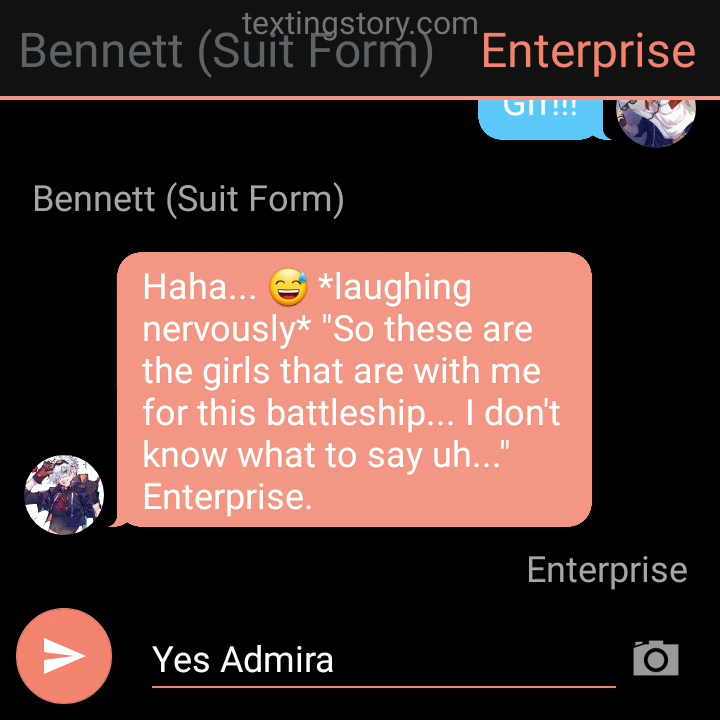 textingstory.com
Bennett (Suit Form) Enterprise
Grr!!!
Bennett (Suit Form)
Haha... 😅 *laughing
nervously* "So these are
the girls that are with me
for this battleship... I don't
know what to say uh..."
Enterprise.
Enterprise
Yes Admira